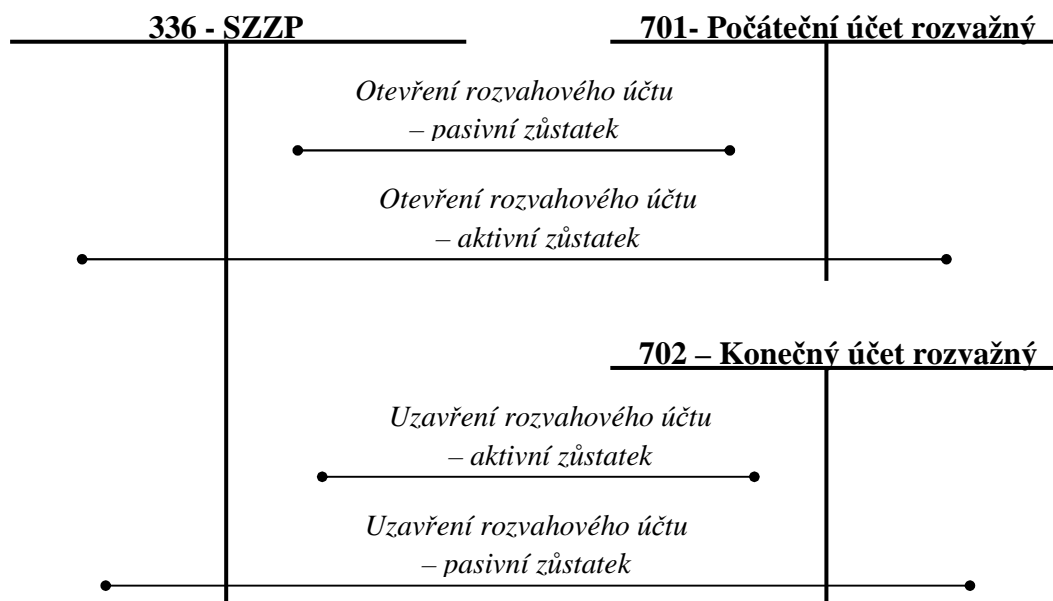 336 - SZZP
701- Počáteční účet rozvažný
Otevření rozvahového účtu
– pasivní zůstatek
Otevření rozvahového účtu
– aktivní zůstatek
702 – Konečný účet rozvažný
Uzavření rozvahového účtu
– aktivní zůstatek
Uzavření rozvahového účtu
– pasivní zůstatek